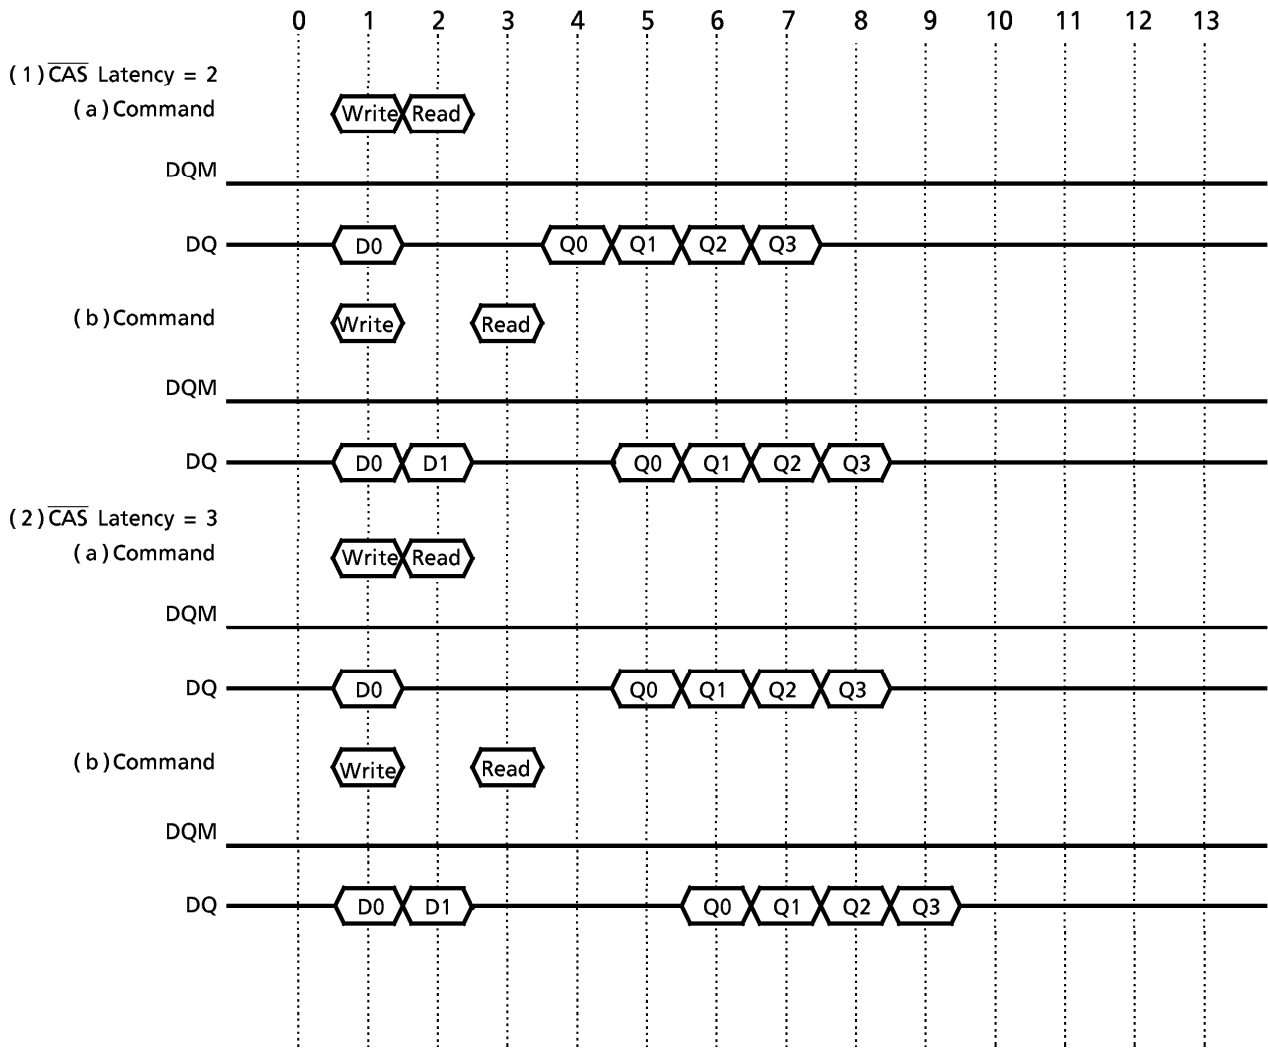 0 1 2 3 4 5 6 7 8 9 10 11 12 13
(1) C̅A̅S̅ Latency = 2
(a) Command Write Read
DQM
DQ D0 Q0 Q1 Q2 Q3
(b) Command Write Read
DQM
DQ D0 D1 Q0 Q1 Q2 Q3
(2) C̅A̅S̅ Latency = 3
(a) Command Write Read
DQM
DQ D0 Q0 Q1 Q2 Q3
(b) Command Write Read
DQM
DQ D0 D1 Q0 Q1 Q2 Q3